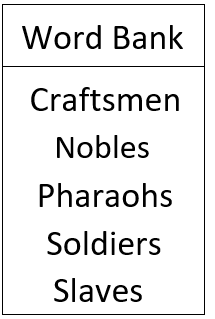 Word Bank
Craftsmen
Nobles
Pharaohs
Soldiers
Slaves